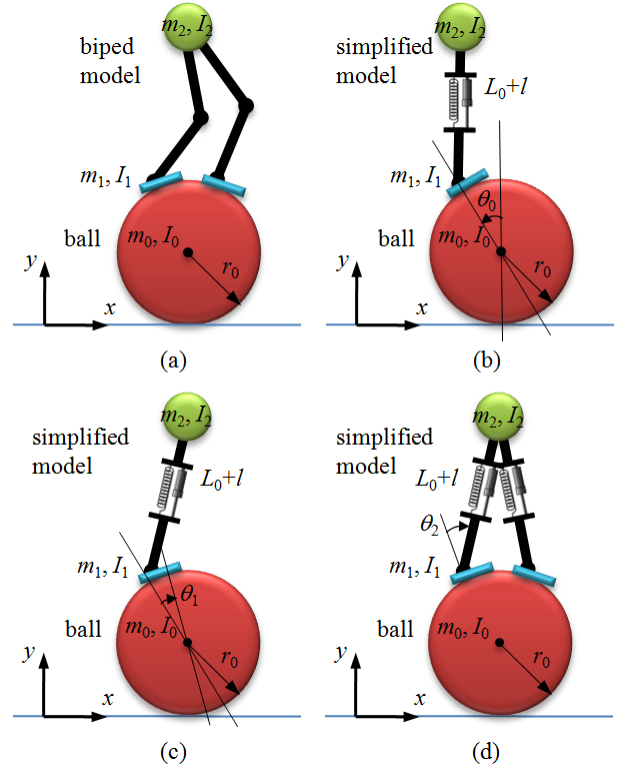 m₂, I₂
biped
model
m₁, I₁
ball
m₀, I₀
r₀
y
x
(a)
m₂, I₂
simplified
model
L₀+l
m₁, I₁
θ₀
ball
m₀, I₀
r₀
y
x
(b)
m₂, I₂
simplified
model
L₀+l
m₁, I₁
θ₁
ball
m₀, I₀
r₀
y
x
(c)
m₂, I₂
simplified
model
L₀+l
θ₂
m₁, I₁
ball
m₀, I₀
r₀
y
x
(d)